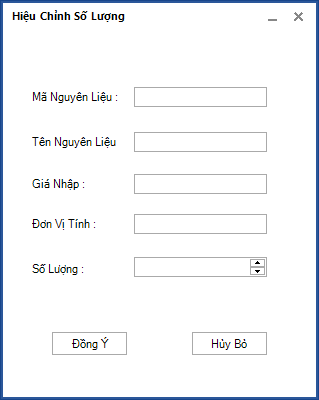 Hiệu Chỉnh Số Lượng
Mã Nguyên Liệu :
Tên Nguyên Liệu
Giá Nhập :
Đơn Vị Tính :
Số Lượng :
Đồng Ý Hủy Bỏ